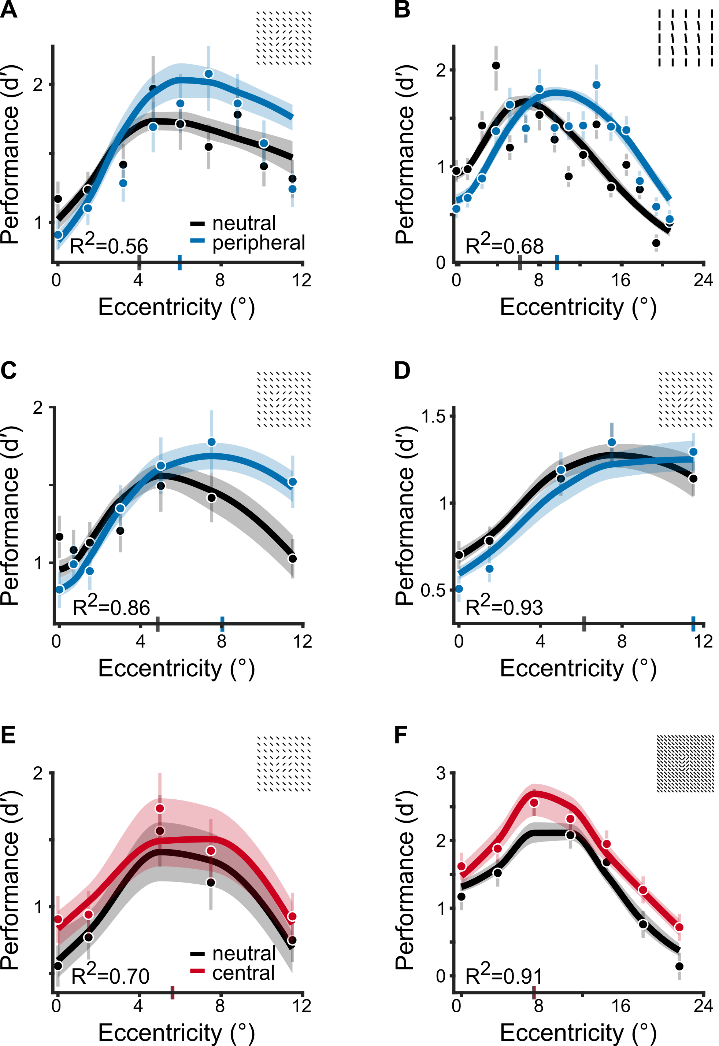 A
2
1
Performance (d′)
neutral
peripheral
R²=0.56
0 4 8 12
Eccentricity (°)
B
2
1
0
Performance (d′)
R²=0.68
0 8 16 24
Eccentricity (°)
C
2
1
Performance (d′)
R²=0.86
0 4 8 12
Eccentricity (°)
D
1.5
1
0.5
Performance (d′)
R²=0.93
0 4 8 12
Eccentricity (°)
E
2
1
Performance (d′)
neutral
central
R²=0.70
0 4 8 12
Eccentricity (°)
F
3
2
1
0
Performance (d′)
R²=0.91
0 12 24
Eccentricity (°)